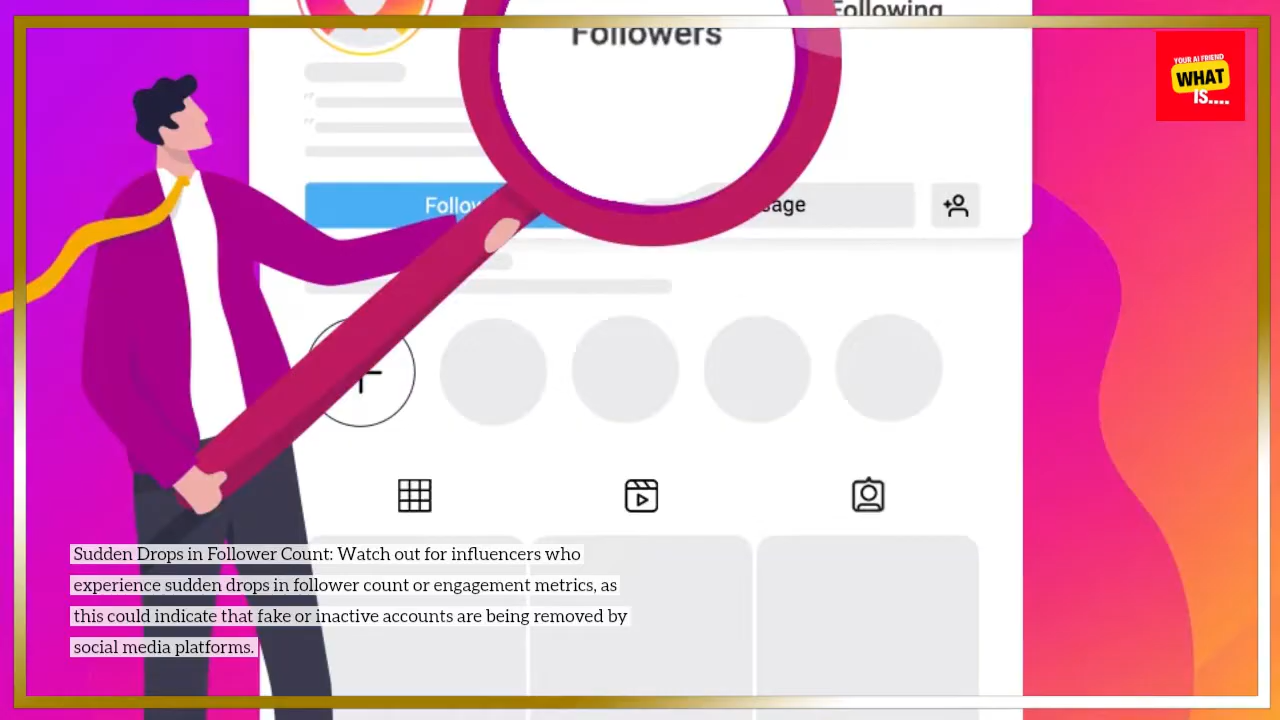 Following
Followers
YOUR AI FRIEND
WHAT
IS....
Follow
sage
Sudden Drops in Follower Count: Watch out for influencers who
experience sudden drops in follower count or engagement metrics, as
this could indicate that fake or inactive accounts are being removed by
social media platforms.